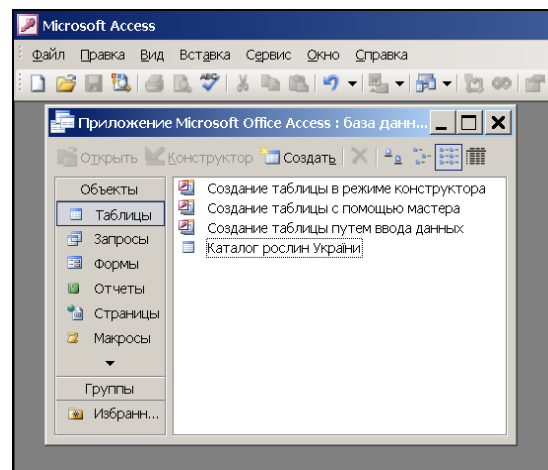 Microsoft Access
Файл Правка Вид Вставка Сервис Окно Справка
Приложение Microsoft Office Access : база данн...
Открыть Конструктор Создать
Объекты
Таблицы
Запросы
Формы
Отчеты
Страницы
Макросы
Группы
Избранн...
Создание таблицы в режиме конструктора
Создание таблицы с помощью мастера
Создание таблицы путем ввода данных
Каталог рослин України